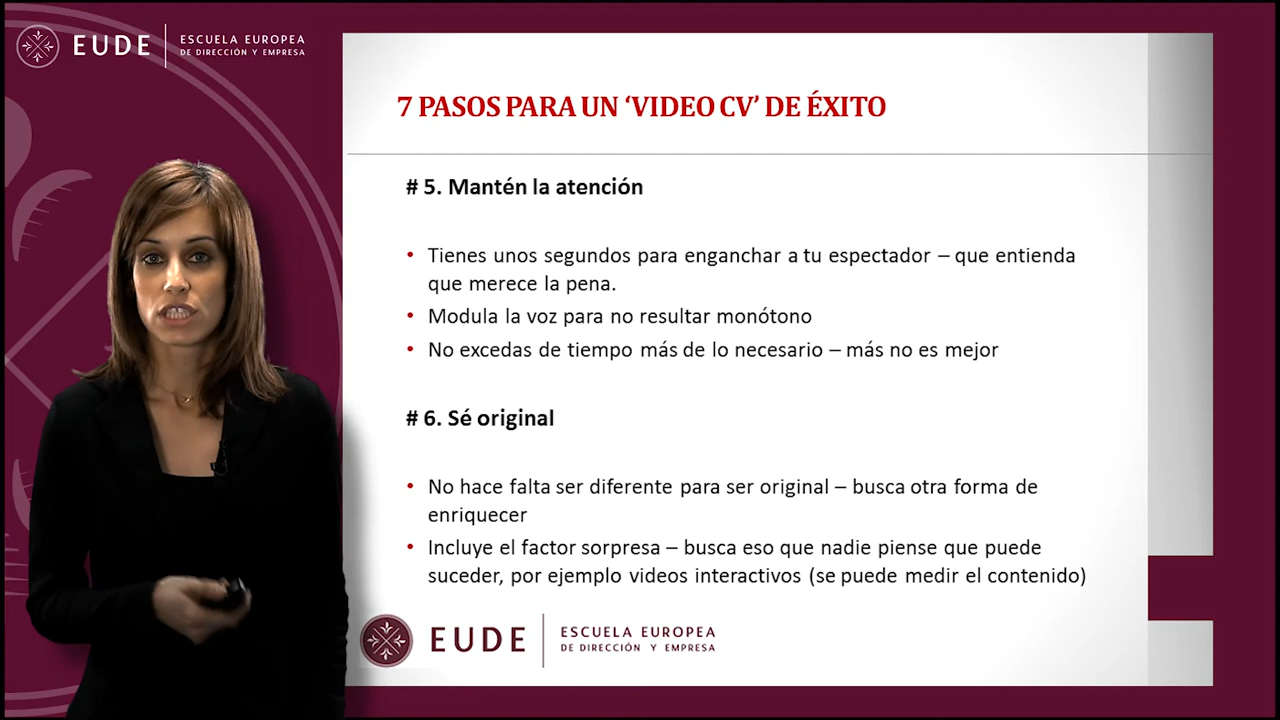 EUDE
ESCUELA EUROPEA
DE DIRECCIÓN Y EMPRESA
7 PASOS PARA UN ‘VIDEO CV’ DE ÉXITO
# 5. Mantén la atención
• Tienes unos segundos para enganchar a tu espectador – que entienda
que merece la pena.
• Modula la voz para no resultar monótono
• No excedas de tiempo más de lo necesario – más no es mejor
# 6. Sé original
• No hace falta ser diferente para ser original – busca otra forma de
enriquecer
• Incluye el factor sorpresa – busca eso que nadie piense que puede
suceder, por ejemplo videos interactivos (se puede medir el contenido)
EUDE
ESCUELA EUROPEA
DE DIRECCIÓN Y EMPRESA